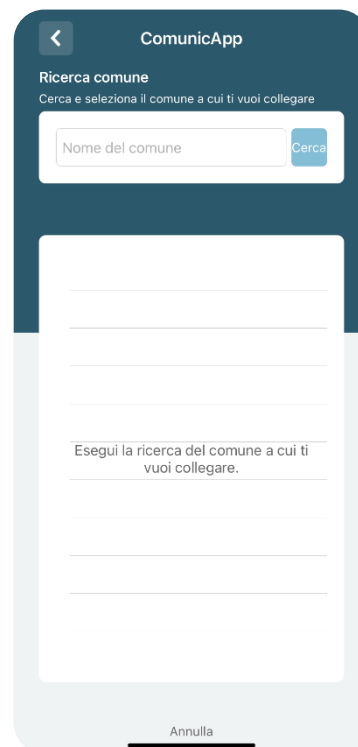 ComunicApp
Ricerca comune
Cerca e seleziona il comune a cui ti vuoi collegare
Nome del comune
Cerca
Esegui la ricerca del comune a cui ti
vuoi collegare.
Annulla